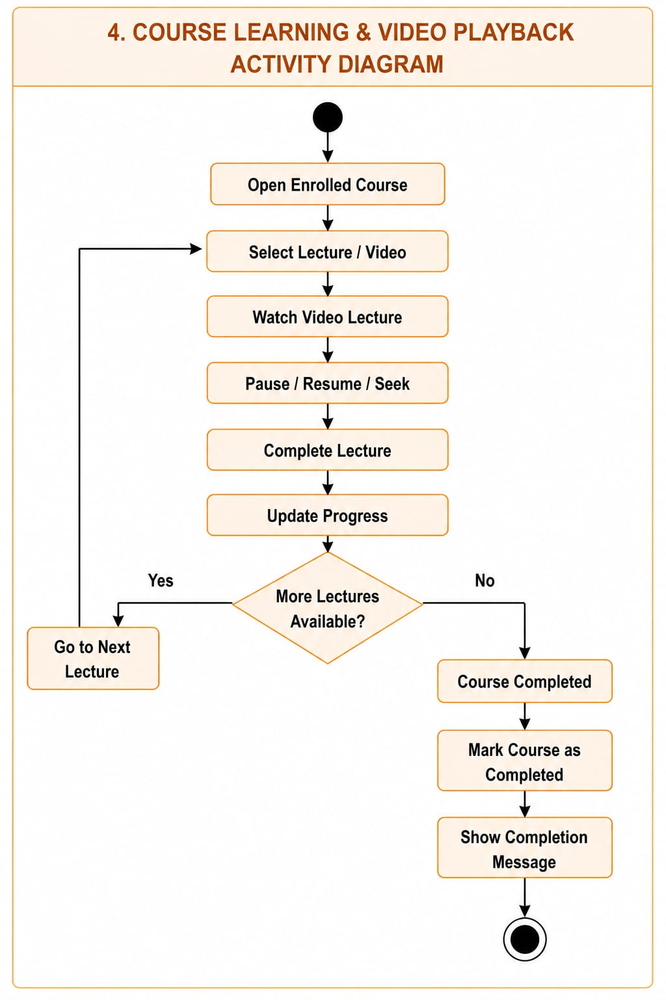 4. COURSE LEARNING & VIDEO PLAYBACK
ACTIVITY DIAGRAM
Open Enrolled Course
Select Lecture / Video
Watch Video Lecture
Pause / Resume / Seek
Complete Lecture
Update Progress
More Lectures
Available?
Yes
No
Go to Next
Lecture
Course Completed
Mark Course as
Completed
Show Completion
Message